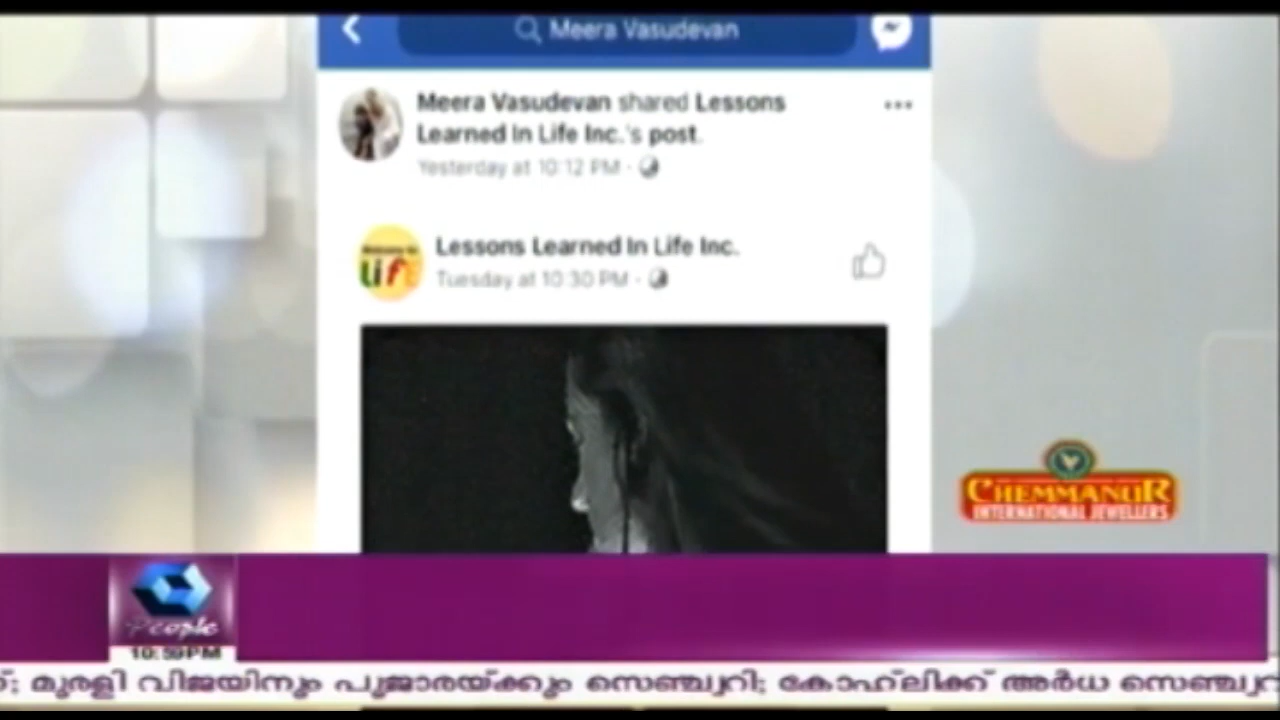 Meera Vasudevan
Meera Vasudevan shared Lessons
Learned In Life Inc.'s post.
Yesterday at 10:12 PM
Lessons Learned In Life Inc.
Tuesday at 10:30 PM
Life
CHEMMANUR
INTERNATIONAL JEWELLERS
People
10:59PM
മുരളി വിജയിനും പുജാരയ്ക്കും സെഞ്ച്വറി; കോഹ്‌ലിക്ക് അർധ